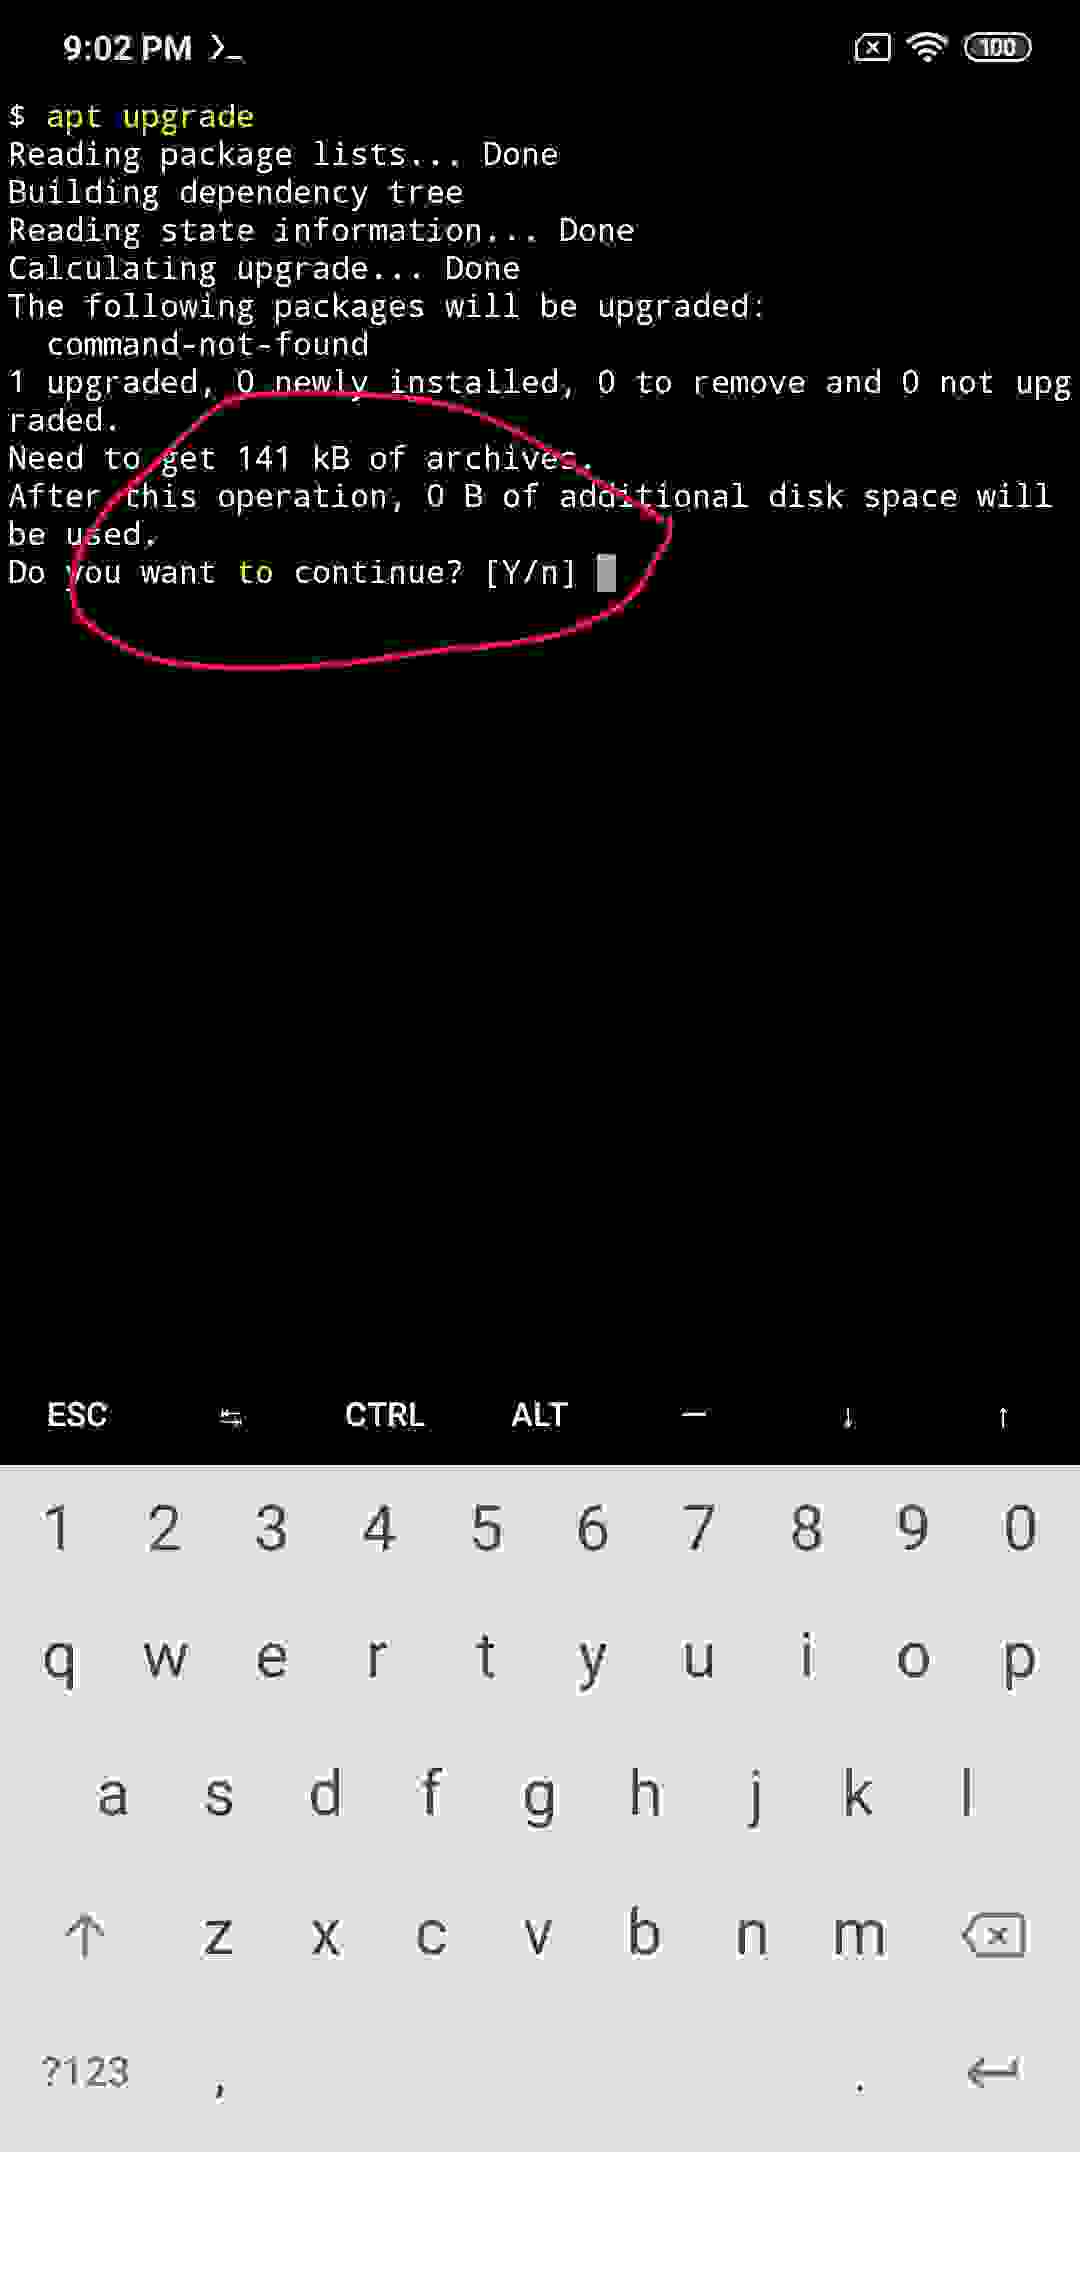 9:02 PM >_
100
$ apt upgrade
Reading package lists... Done
Building dependency tree
Reading state information... Done
Calculating upgrade... Done
The following packages will be upgraded:
command-not-found
1 upgraded, 0 newly installed, 0 to remove and 0 not upg
raded.
Need to get 141 kB of archives.
After this operation, 0 B of additional disk space will
be used.
Do you want to continue? [Y/n]
ESC ↹ CTRL ALT — ↓ ↑
1 2 3 4 5 6 7 8 9 0
q w e r t y u i o p
a s d f g h j k l
z x c v b n m
?123 , .